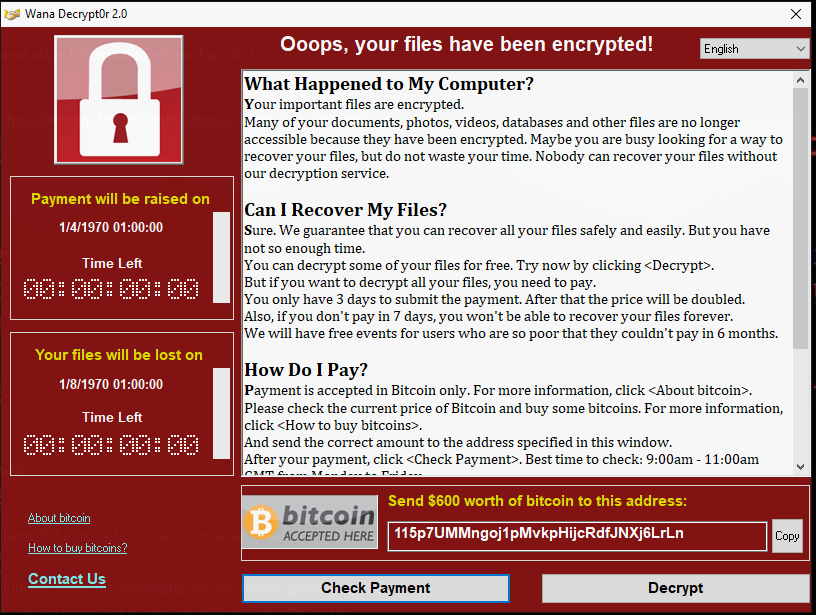 Wana Decrypt0r 2.0
Ooops, your files have been encrypted!
English
Payment will be raised on
1/4/1970 01:00:00
Time Left
00:00:00:00
Your files will be lost on
1/8/1970 01:00:00
Time Left
00:00:00:00
About bitcoin
How to buy bitcoins?
Contact Us
What Happened to My Computer?
Your important files are encrypted.
Many of your documents, photos, videos, databases and other files are no longer
accessible because they have been encrypted. Maybe you are busy looking for a way to
recover your files, but do not waste your time. Nobody can recover your files without
our decryption service.
Can I Recover My Files?
Sure. We guarantee that you can recover all your files safely and easily. But you have
not so enough time.
You can decrypt some of your files for free. Try now by clicking <Decrypt>.
But if you want to decrypt all your files, you need to pay.
You only have 3 days to submit the payment. After that the price will be doubled.
Also, if you don't pay in 7 days, you won't be able to recover your files forever.
We will have free events for users who are so poor that they couldn't pay in 6 months.
How Do I Pay?
Payment is accepted in Bitcoin only. For more information, click <About bitcoin>.
Please check the current price of Bitcoin and buy some bitcoins. For more information,
click <How to buy bitcoins>.
And send the correct amount to the address specified in this window.
After your payment, click <Check Payment>. Best time to check: 9:00am - 11:00am
GMT from Monday to Friday.
bitcoin
ACCEPTED HERE
Send $600 worth of bitcoin to this address:
115p7UMMngoj1pMvkpHijcRdfJNXj6LrLn
Copy
Check Payment
Decrypt